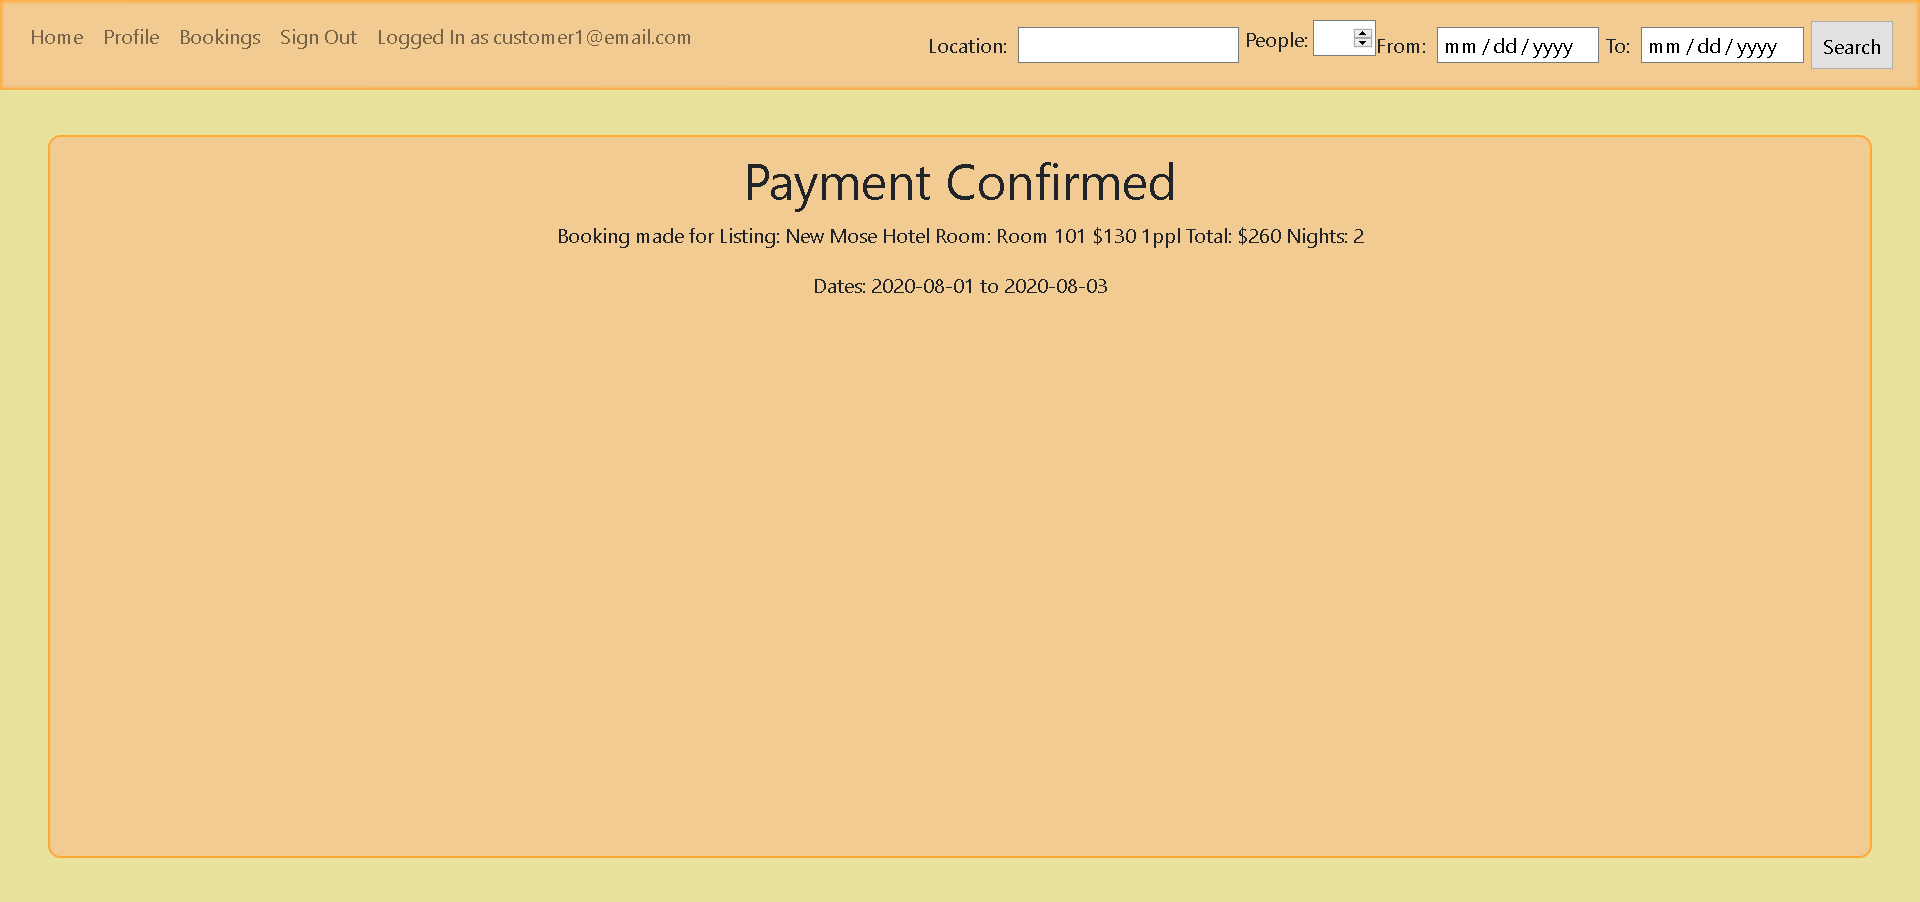 Home Profile Bookings Sign Out Logged In as customer1@email.com Location: People: From: mm/dd/yyyy To: mm/dd/yyyy Search
Payment Confirmed
Booking made for Listing: New Mose Hotel Room: Room 101 $130 1ppl Total: $260 Nights: 2
Dates: 2020-08-01 to 2020-08-03